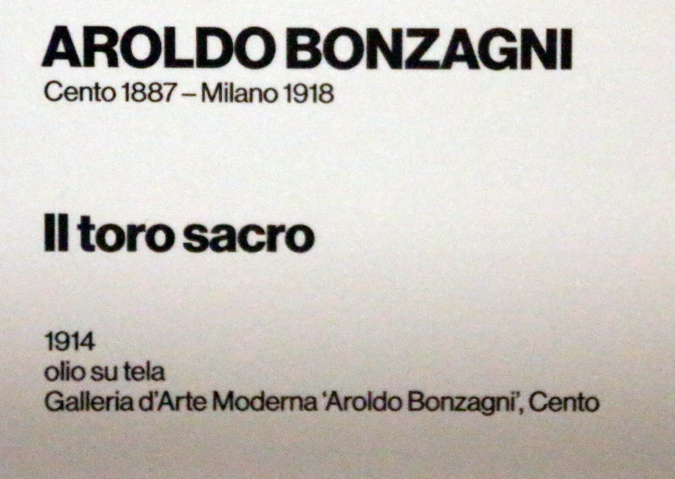 AROLDO BONZAGNI
Cento 1887 – Milano 1918
Il toro sacro
1914
olio su tela
Galleria d'Arte Moderna 'Aroldo Bonzagni', Cento